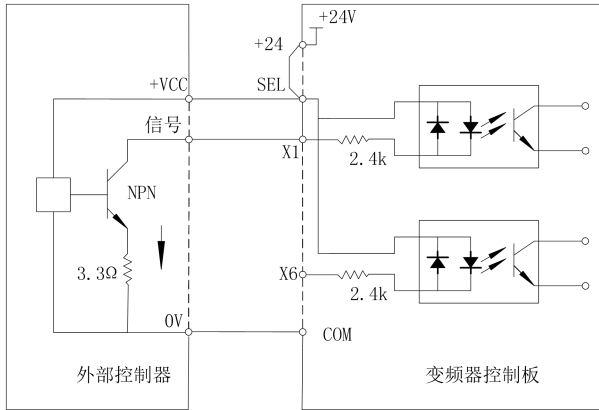 +24V
+24
+VCC
SEL
信号
X1
2.4k
NPN
3.3Ω
X6
2.4k
0V
COM
外部控制器
变频器控制板